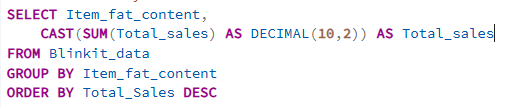 SELECT Item_fat_content,
    CAST(SUM(Total_sales) AS DECIMAL(10,2)) AS Total_sales
FROM Blinkit_data
GROUP BY Item_fat_content
ORDER BY Total_Sales DESC